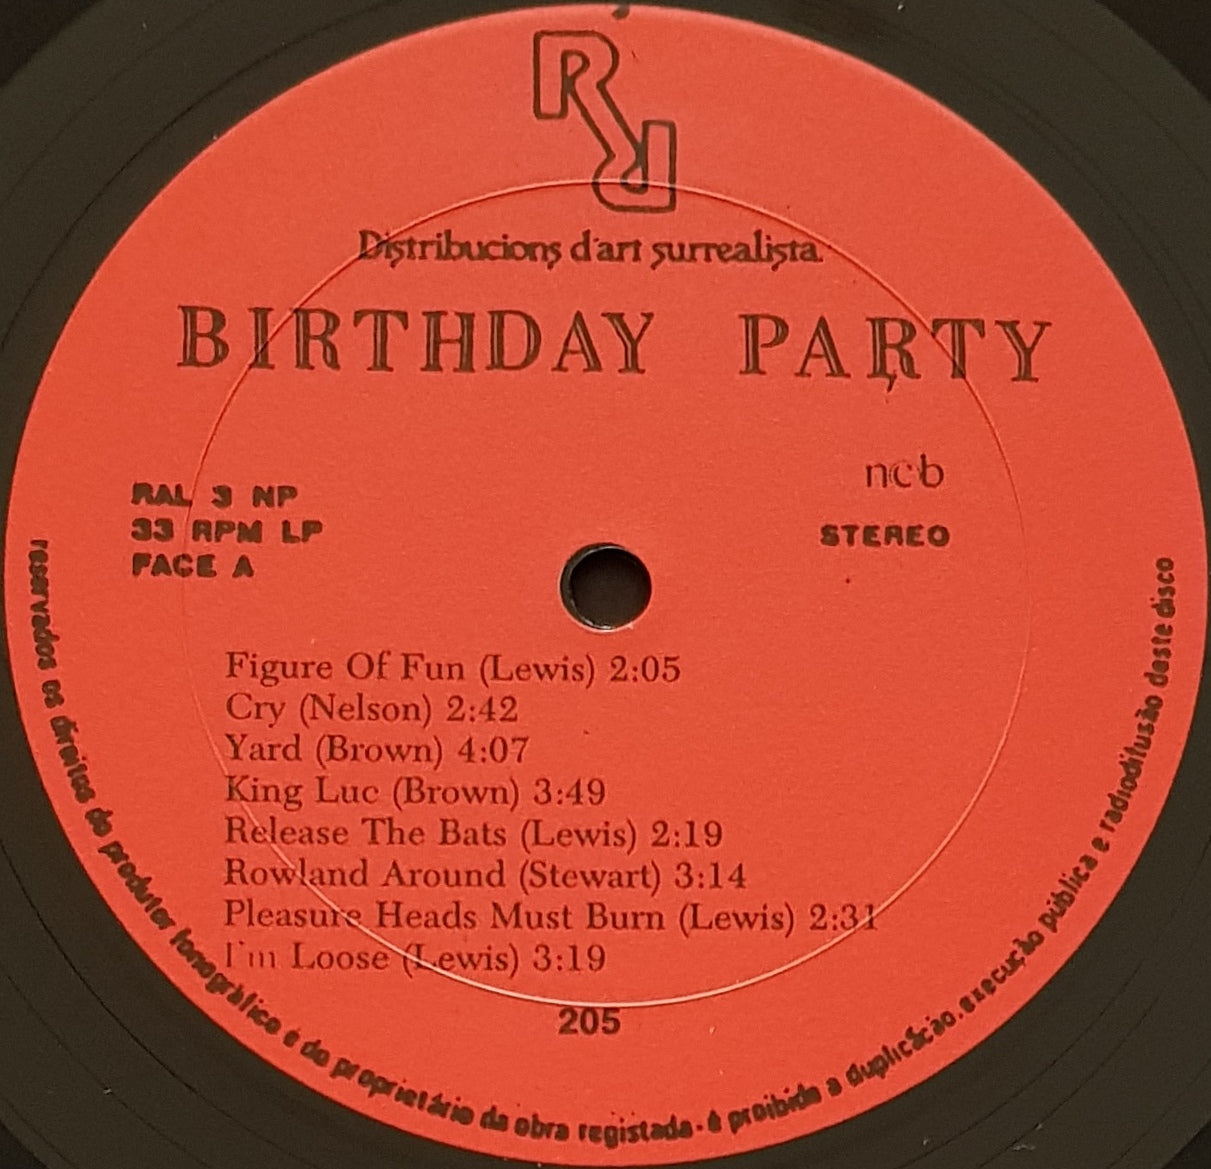 RR
Distribucions d'art surrealista.
BIRTHDAY PARTY
RAL 3 NP
33 RPM LP
FACE A
ncb
STEREO
Figure Of Fun (Lewis) 2:05
Cry (Nelson) 2:42
Yard (Brown) 4:07
King Luc (Brown) 3:49
Release The Bats (Lewis) 2:19
Rowland Around (Stewart) 3:14
Pleasure Heads Must Burn (Lewis) 2:31
I'm Loose (Lewis) 3:19
205
reservados os direitos do produtor fonográfico e do proprietário da obra registada · é proibida a duplicação, execução pública e radiodifusão deste disco